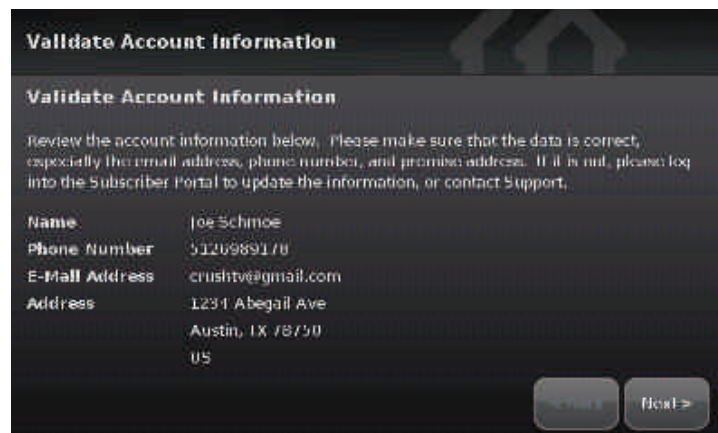 Validate Account Information
Validate Account Information
Review the account information below. Please make sure that the data is correct,
especially the email address, phone number, and premise address. If it is not, please log
into the Subscriber Portal to update the information, or contact Support.
Name Joe Schmoe
Phone Number 5126989178
E-Mail Address crushtv@gmail.com
Address 1234 Abegail Ave
Austin, TX 78750
US
Next >